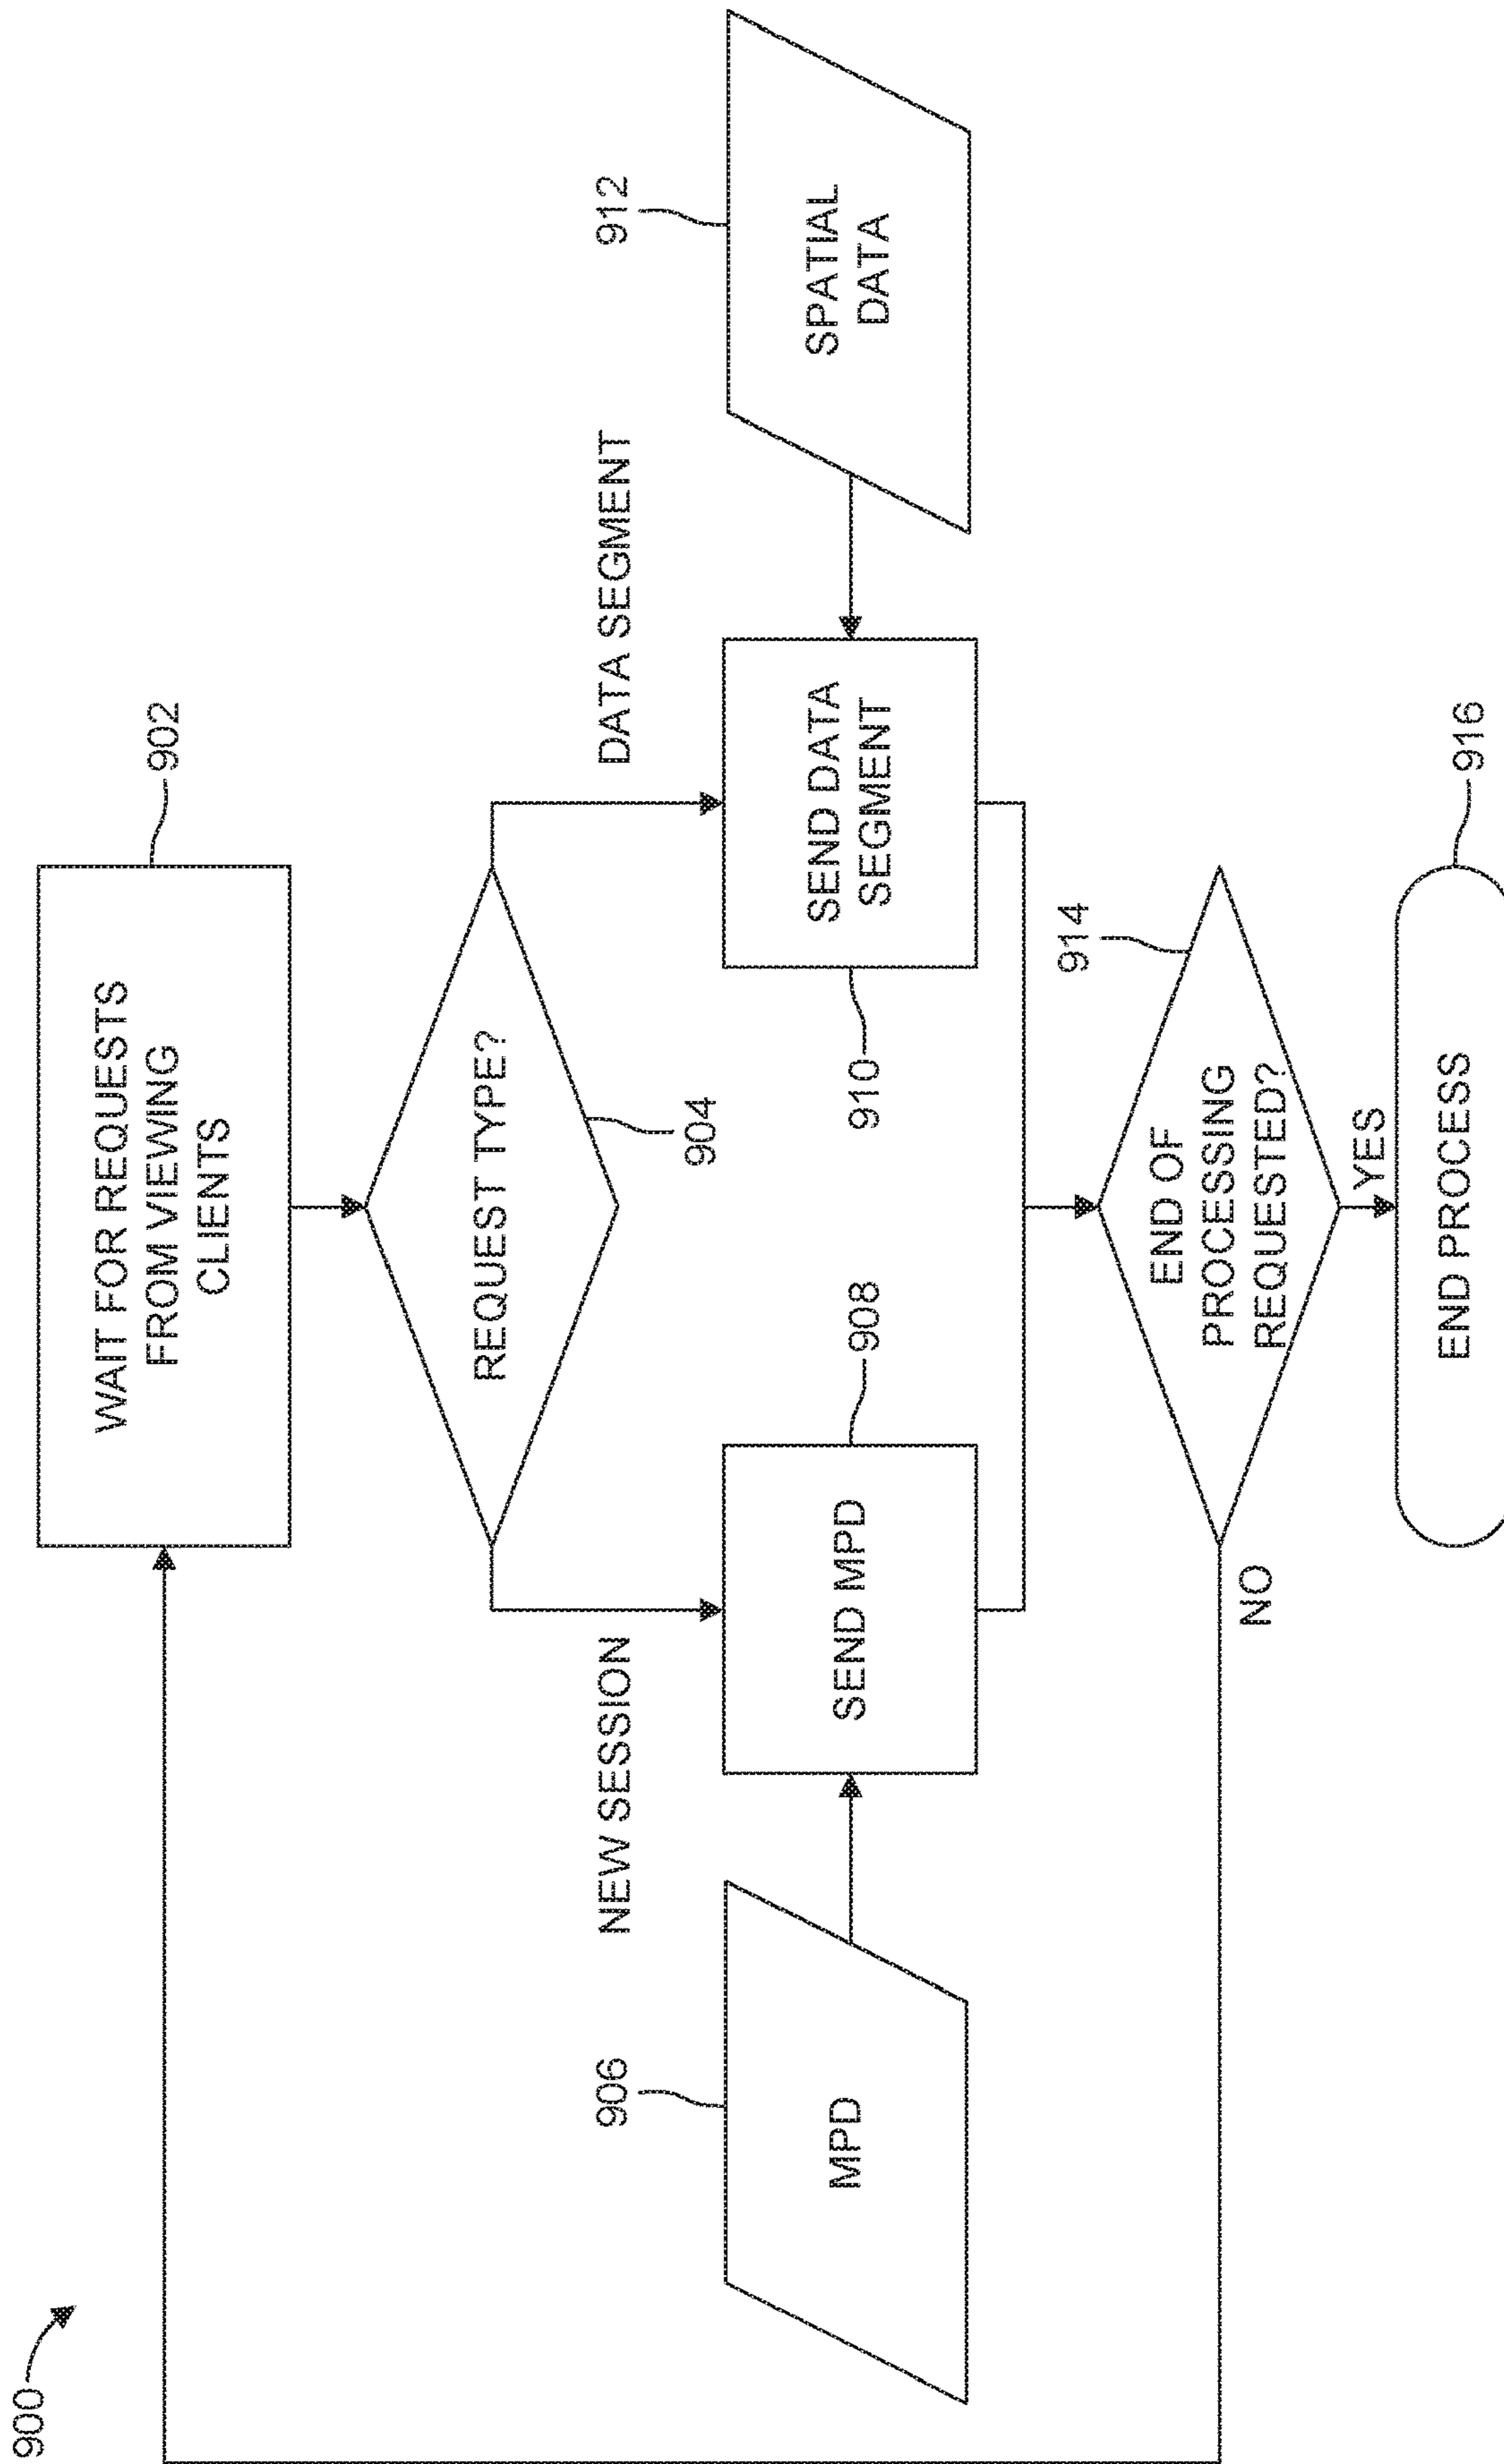 900
WAIT FOR REQUESTS
FROM VIEWING
CLIENTS
902
REQUEST TYPE?
904
NEW SESSION
DATA SEGMENT
906
MPD
SEND MPD
908
SEND DATA
SEGMENT
910
912
SPATIAL
DATA
914
END OF
PROCESSING
REQUESTED?
NO
YES
END PROCESS
916